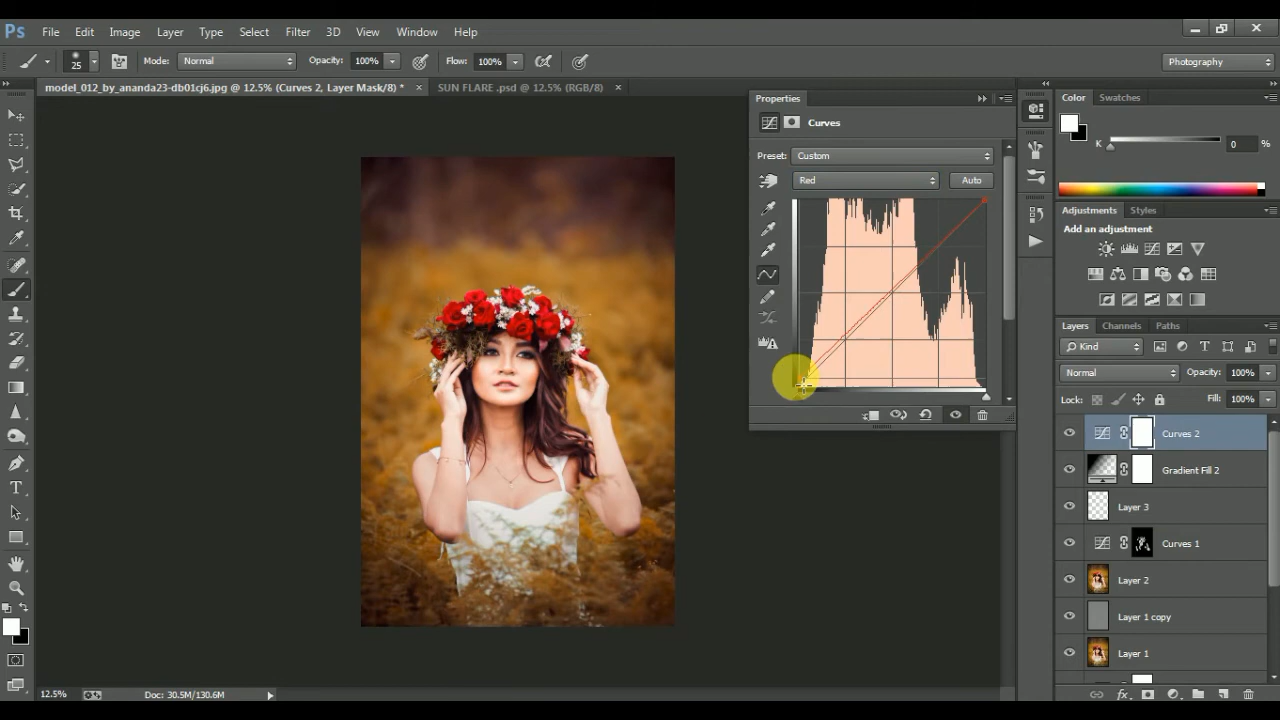 Ps File Edit Image Layer Type Select Filter 3D View Window Help
25 Mode: Normal Opacity: 100% Flow: 100% Photography
model_012_by_ananda23-db01cj6.jpg @ 12.5% (Curves 2, Layer Mask/8) * × SUN FLARE .psd @ 12.5% (RGB/8) ×
Properties
Curves
Preset: Custom
Red Auto
Color Swatches
K 0 %
Adjustments Styles
Add an adjustment
Layers Channels Paths
Kind
Normal Opacity: 100%
Lock: Fill: 100%
Curves 2
Gradient Fill 2
Layer 3
Curves 1
Layer 2
Layer 1 copy
Layer 1
12.5% Doc: 30.5M/130.6M